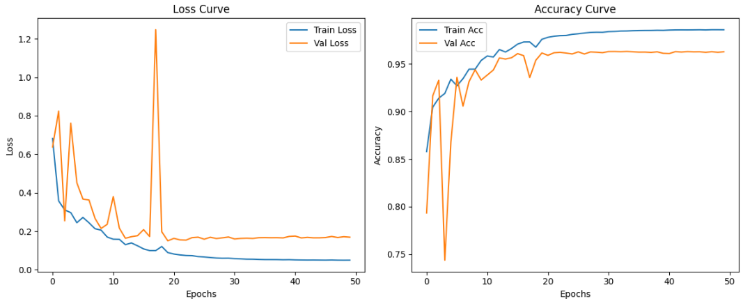 Loss Curve
Train Loss
Val Loss
1.2
1.0
0.8
0.6
0.4
0.2
0.0
Loss
0
10
20
30
40
50
Epochs
Accuracy Curve
Train Acc
Val Acc
0.95
0.90
0.85
0.80
0.75
Accuracy
0
10
20
30
40
50
Epochs